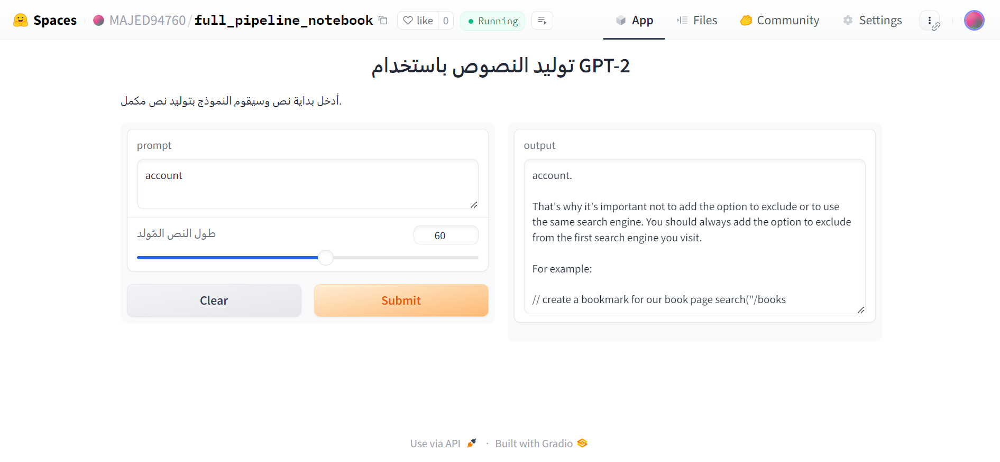 Spaces
MAJED94760/full_pipeline_notebook
like 0
Running
App
Files
Community
Settings
توليد النصوص باستخدام GPT-2
أدخل بداية نص وسيقوم النموذج بتوليد نص مكمل.
prompt
account
طول النص المُولد
60
Clear
Submit
output
account.
That's why it's important not to add the option to exclude or to use
the same search engine. You should always add the option to exclude
from the first search engine you visit.
For example:
// create a bookmark for our book page search("/books
Use via API · Built with Gradio